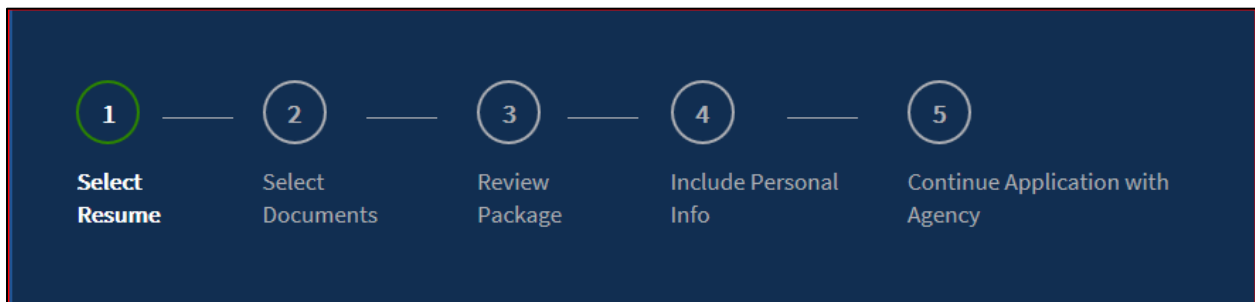 1
2
3
4
5
Select
Resume
Select
Documents
Review
Package
Include Personal
Info
Continue Application with
Agency